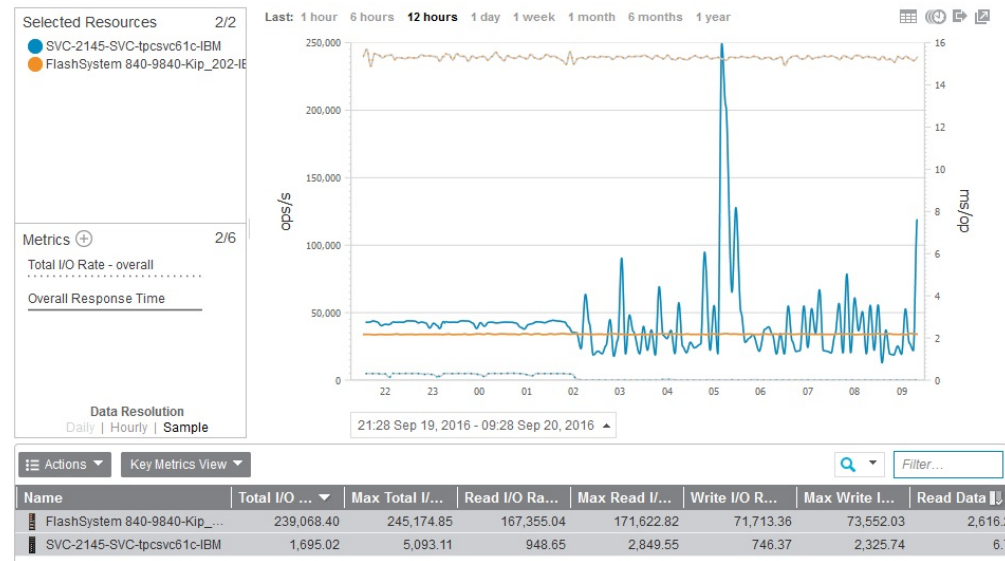 Selected Resources 2/2
SVC-2145-SVC-tpcsvc61c-IBM
FlashSystem 840-9840-Kip_202-IE
Metrics 2/6
Total I/O Rate - overall
Overall Response Time
Data Resolution
Daily | Hourly | Sample
Last: 1 hour 6 hours 12 hours 1 day 1 week 1 month 6 months 1 year
250,000
200,000
150,000
100,000
50,000
0
ops/s
16
14
12
10
8
6
4
2
0
ms/op
22 23 00 01 02 03 04 05 06 07 08 09
21:28 Sep 19, 2016 - 09:28 Sep 20, 2016
Actions Key Metrics View Filter...
Name Total I/O ... Max Total I/... Read I/O Ra... Max Read I/... Write I/O R... Max Write I... Read Data
FlashSystem 840-9840-Kip_... 239,068.40 245,174.85 167,355.04 171,622.82 71,713.36 73,552.03 2,616.
SVC-2145-SVC-tpcsvc61c-IBM 1,695.02 5,093.11 948.65 2,849.55 746.37 2,325.74 6.